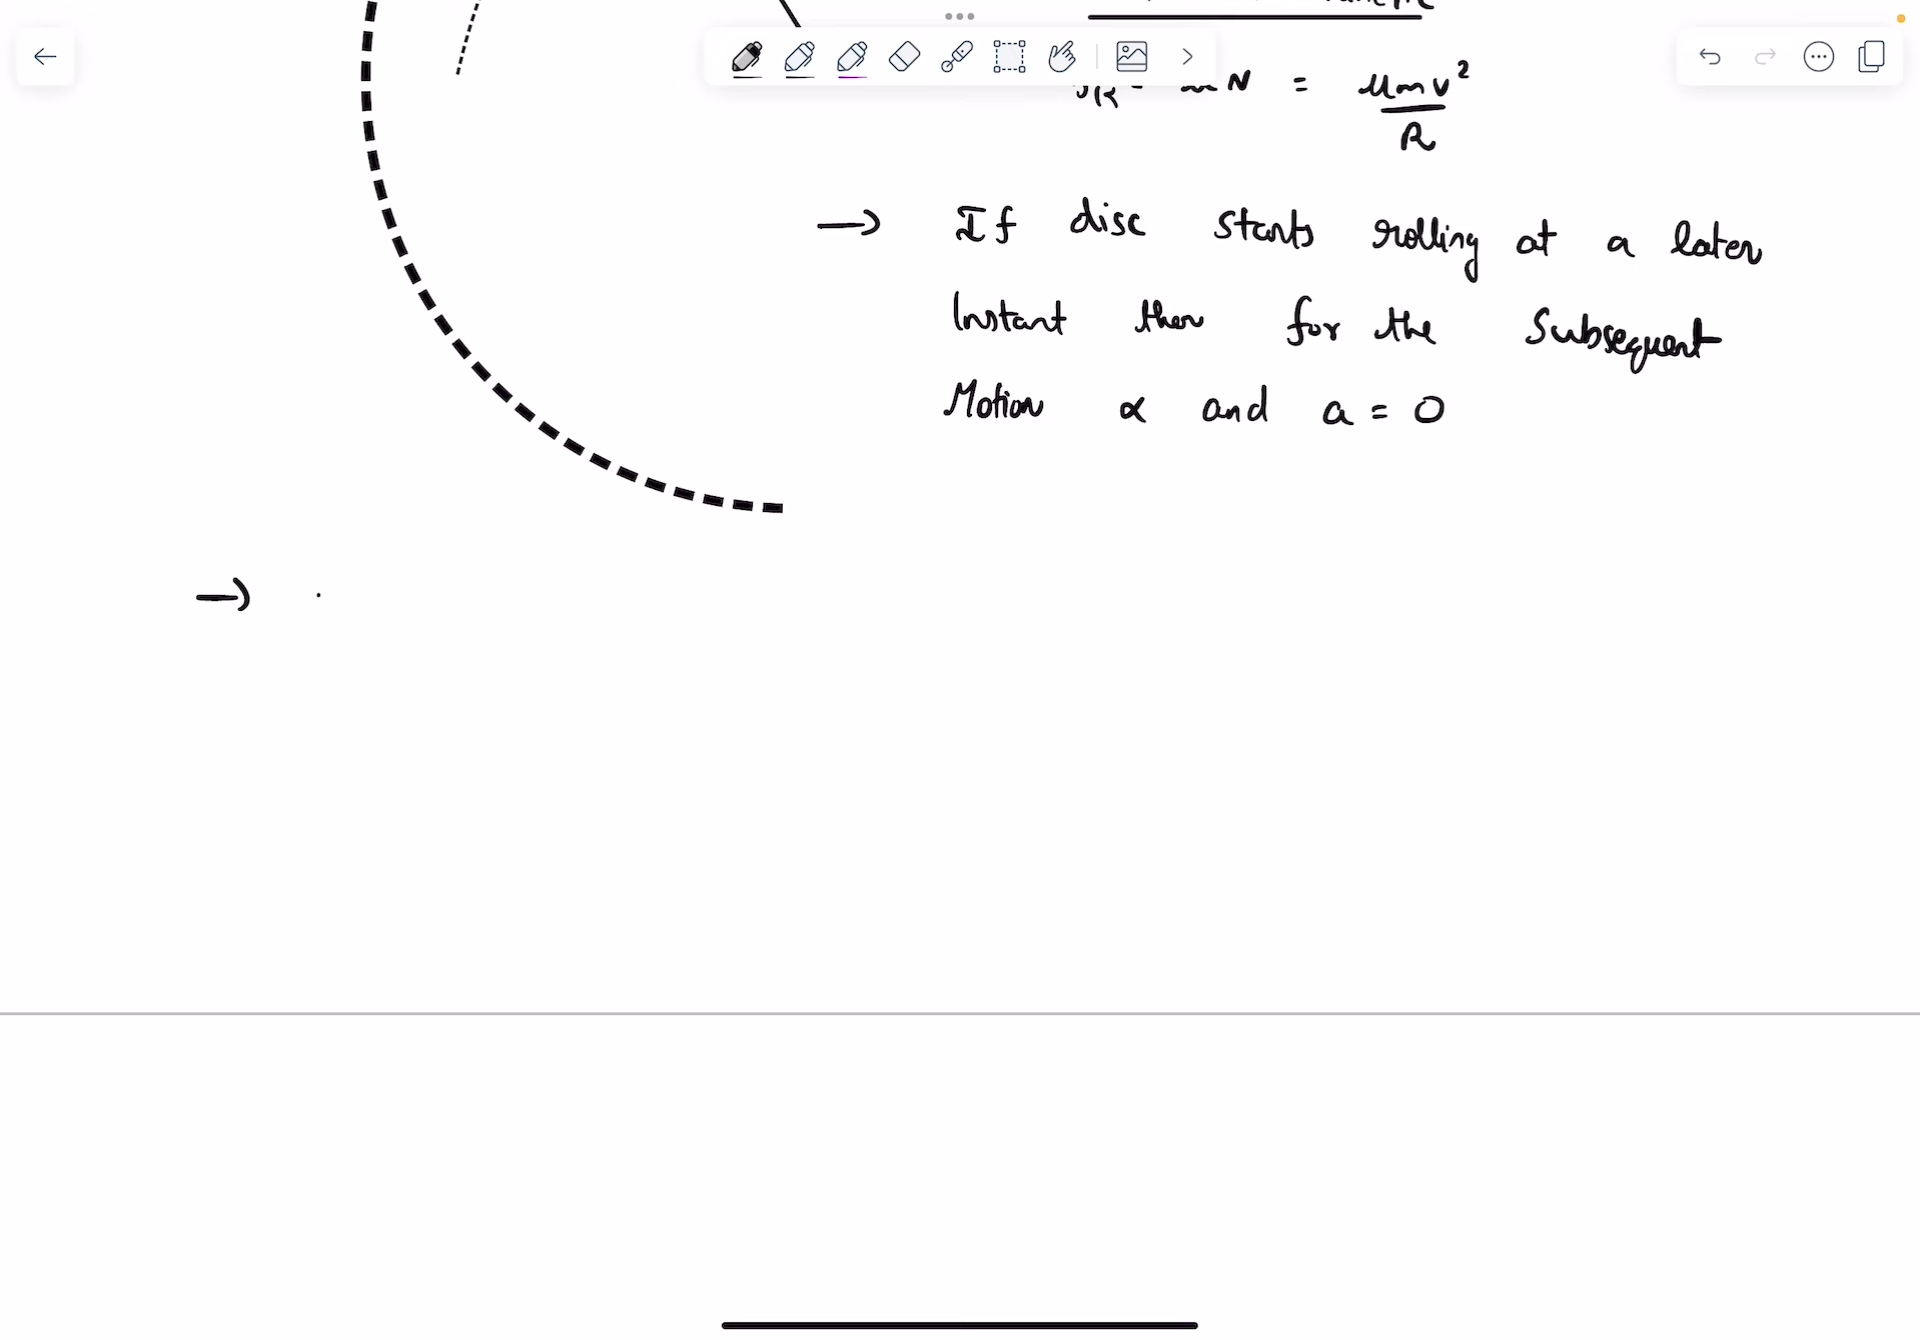 N = μmv²
R
→ If disc starts rolling at a later
Instant then for the Subsequent
Motion α and a = 0
→ .